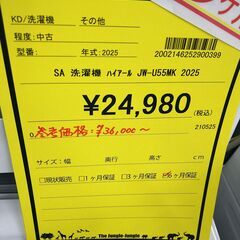 KD/洗濯機 その他
程度:中古
型番: 年式:2025
2002146252900399
SA 洗濯機 ハイアール JW-U55MK 2025
¥24,980(税込)
参考価格:¥36,000〜
210525
サイズ:幅 奥行 高さ cm
□現状販売 □1ヶ月保証 □3ヶ月保証 6ヶ月保証
The Jungle-Jungle